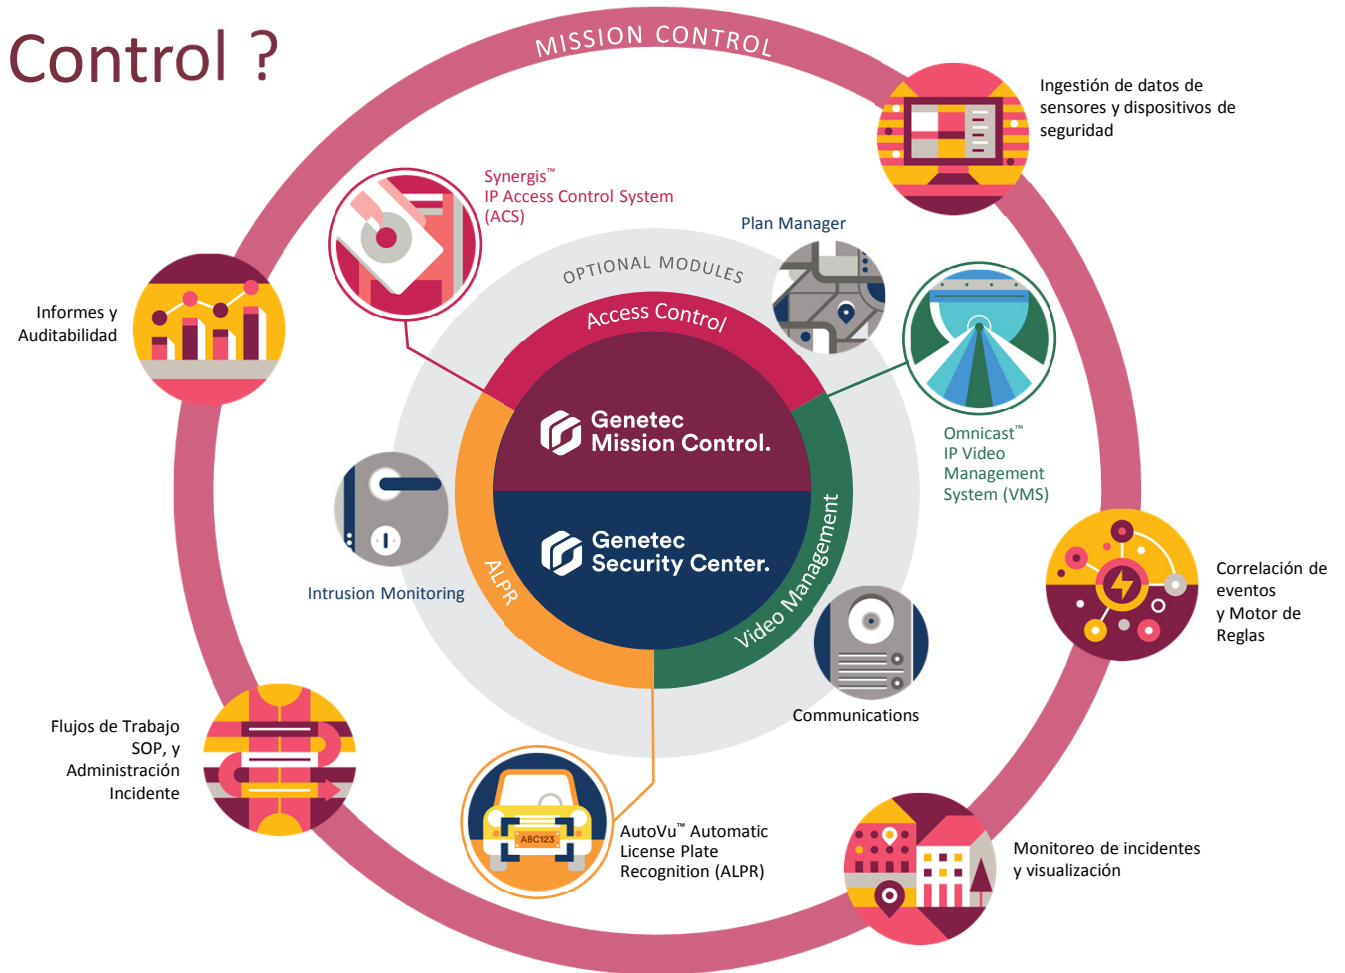 Control ?
MISSION CONTROL
Ingestión de datos de
sensores y dispositivos de
seguridad
Synergis™
IP Access Control System
(ACS)
Plan Manager
OPTIONAL MODULES
Access Control
Informes y
Auditabilidad
Genetec
Mission Control.
Omnicast™
IP Video
Management
System (VMS)
Genetec
Security Center.
ALPR
Video Management
Intrusion Monitoring
Correlación de
eventos
y Motor de
Reglas
Communications
Flujos de Trabajo
SOP, y
Administración
Incidente
ABC123
AutoVu™ Automatic
License Plate
Recognition (ALPR)
Monitoreo de incidentes
y visualización